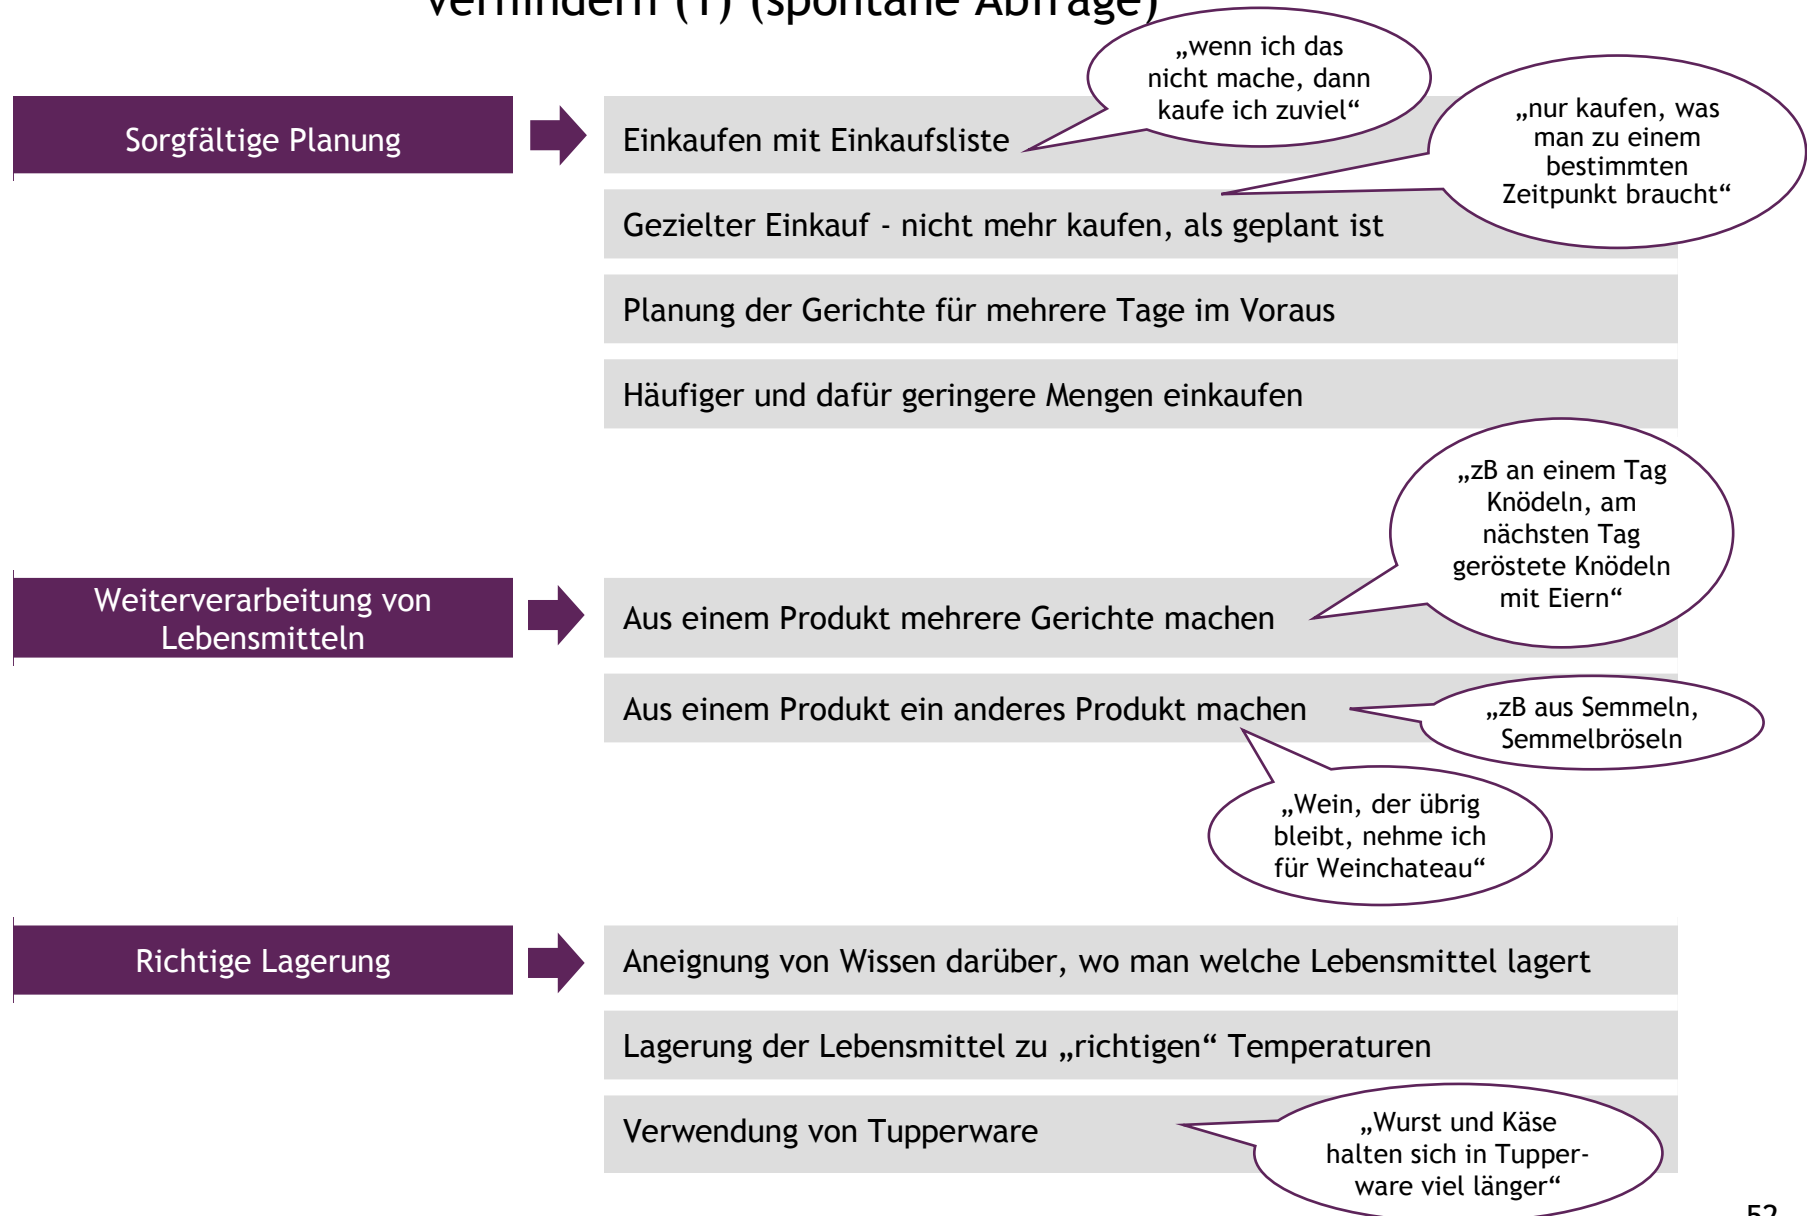 verhindern (1) (spontane Abfrage)
„wenn ich das
nicht mache, dann
kaufe ich zuviel“
„nur kaufen, was
man zu einem
bestimmten
Zeitpunkt braucht“
Sorgfältige Planung
Einkaufen mit Einkaufsliste
Gezielter Einkauf - nicht mehr kaufen, als geplant ist
Planung der Gerichte für mehrere Tage im Voraus
Häufiger und dafür geringere Mengen einkaufen
„zB an einem Tag
Knödeln, am
nächsten Tag
geröstete Knödeln
mit Eiern“
Weiterverarbeitung von
Lebensmitteln
Aus einem Produkt mehrere Gerichte machen
Aus einem Produkt ein anderes Produkt machen
„zB aus Semmeln,
Semmelbröseln
„Wein, der übrig
bleibt, nehme ich
für Weinchateau“
Richtige Lagerung
Aneignung von Wissen darüber, wo man welche Lebensmittel lagert
Lagerung der Lebensmittel zu „richtigen“ Temperaturen
Verwendung von Tupperware
„Wurst und Käse
halten sich in Tupper-
ware viel länger“
52